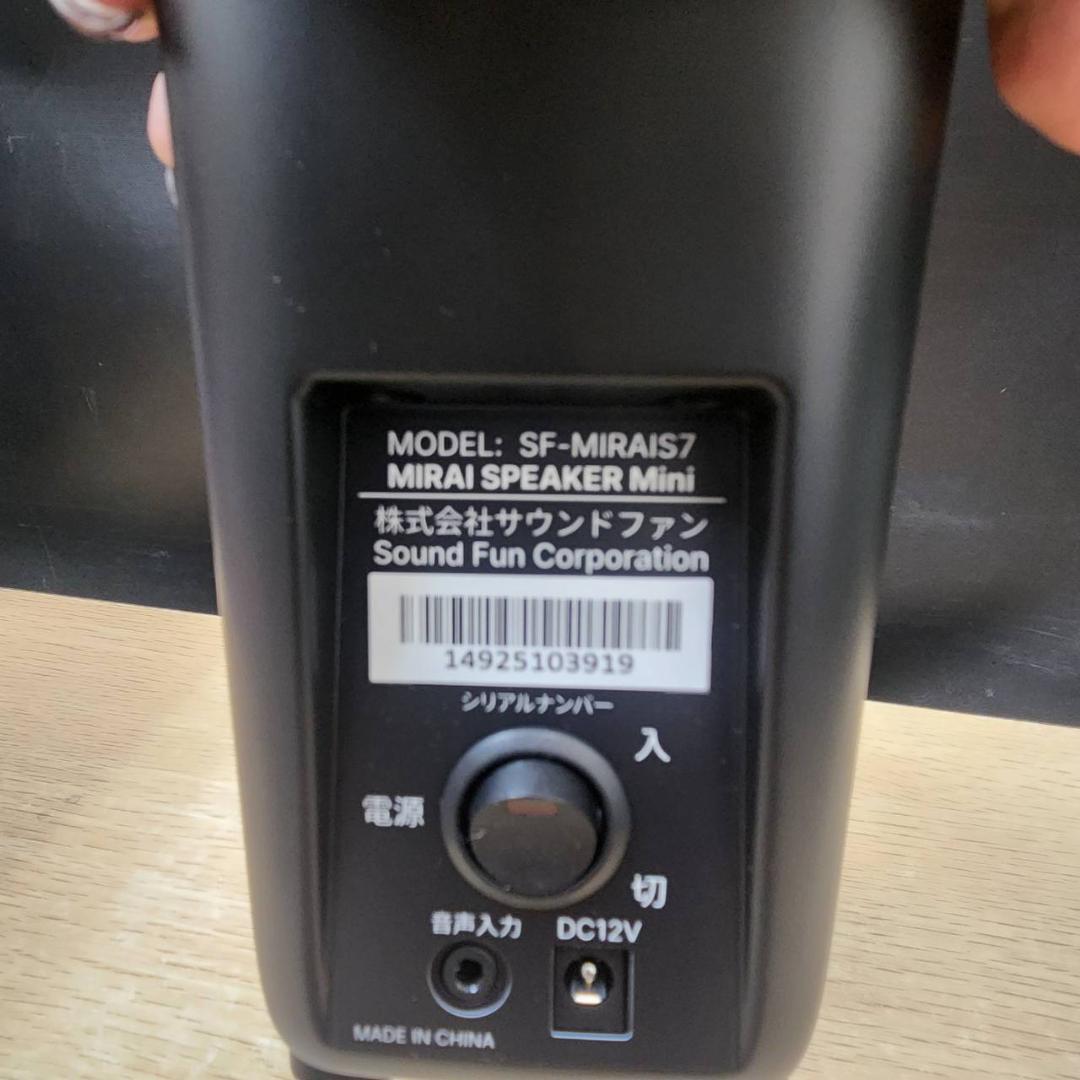 MODEL: SF-MIRAIS7
MIRAI SPEAKER Mini
株式会社サウンドファン
Sound Fun Corporation
14925103919
シリアルナンバー
入
電源
切
音声入力 DC12V
MADE IN CHINA